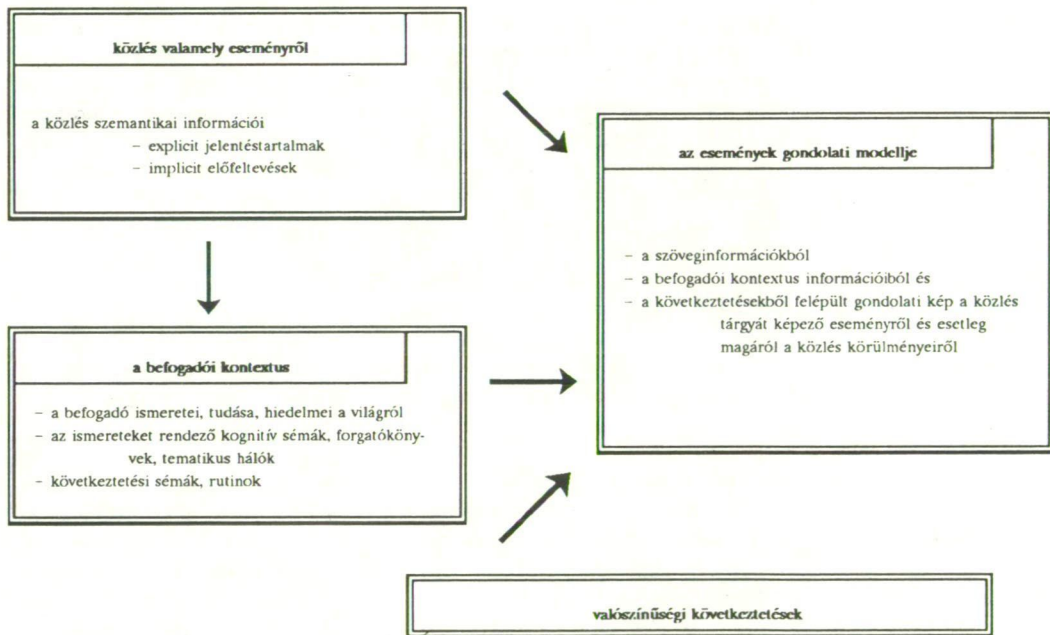 közlés valamely eseményről
a közlés szemantikai információi
– explicit jelentéstartalmak
– implicit előfeltevések
az események gondolati modellje
– a szöveginformációkból
– a befogadói kontextus információiból és
– a következtetésekből felépült gondolati kép a közlés
tárgyát képező eseményről és esetleg
magáról a közlés körülményeiről
a befogadói kontextus
– a befogadó ismeretei, tudása, hiedelmei a világról
– az ismereteket rendező kognitív sémák, forgatóköny-
vek, tematikus hálók
– következtetési sémák, rutinok
valószínűségi következtetések